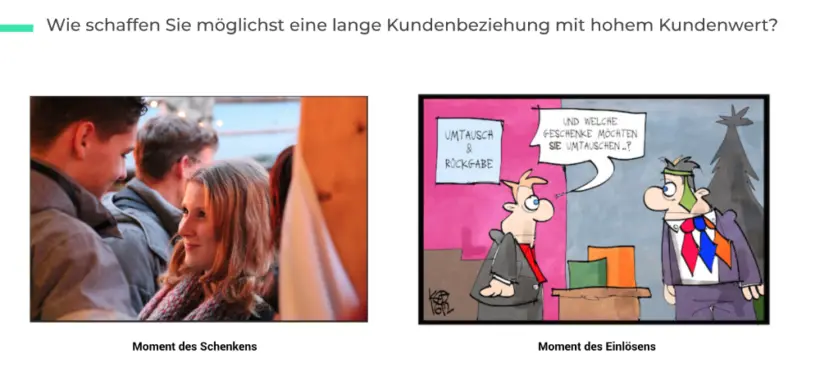 Wie schaffen Sie möglichst eine lange Kundenbeziehung mit hohem Kundenwert?
UMTAUSCH
&
RÜCKGABE
UND WELCHE
GESCHENKE MÖCHTEN
SIE UMTAUSCHEN..?
Moment des Schenkens
Moment des Einlösens